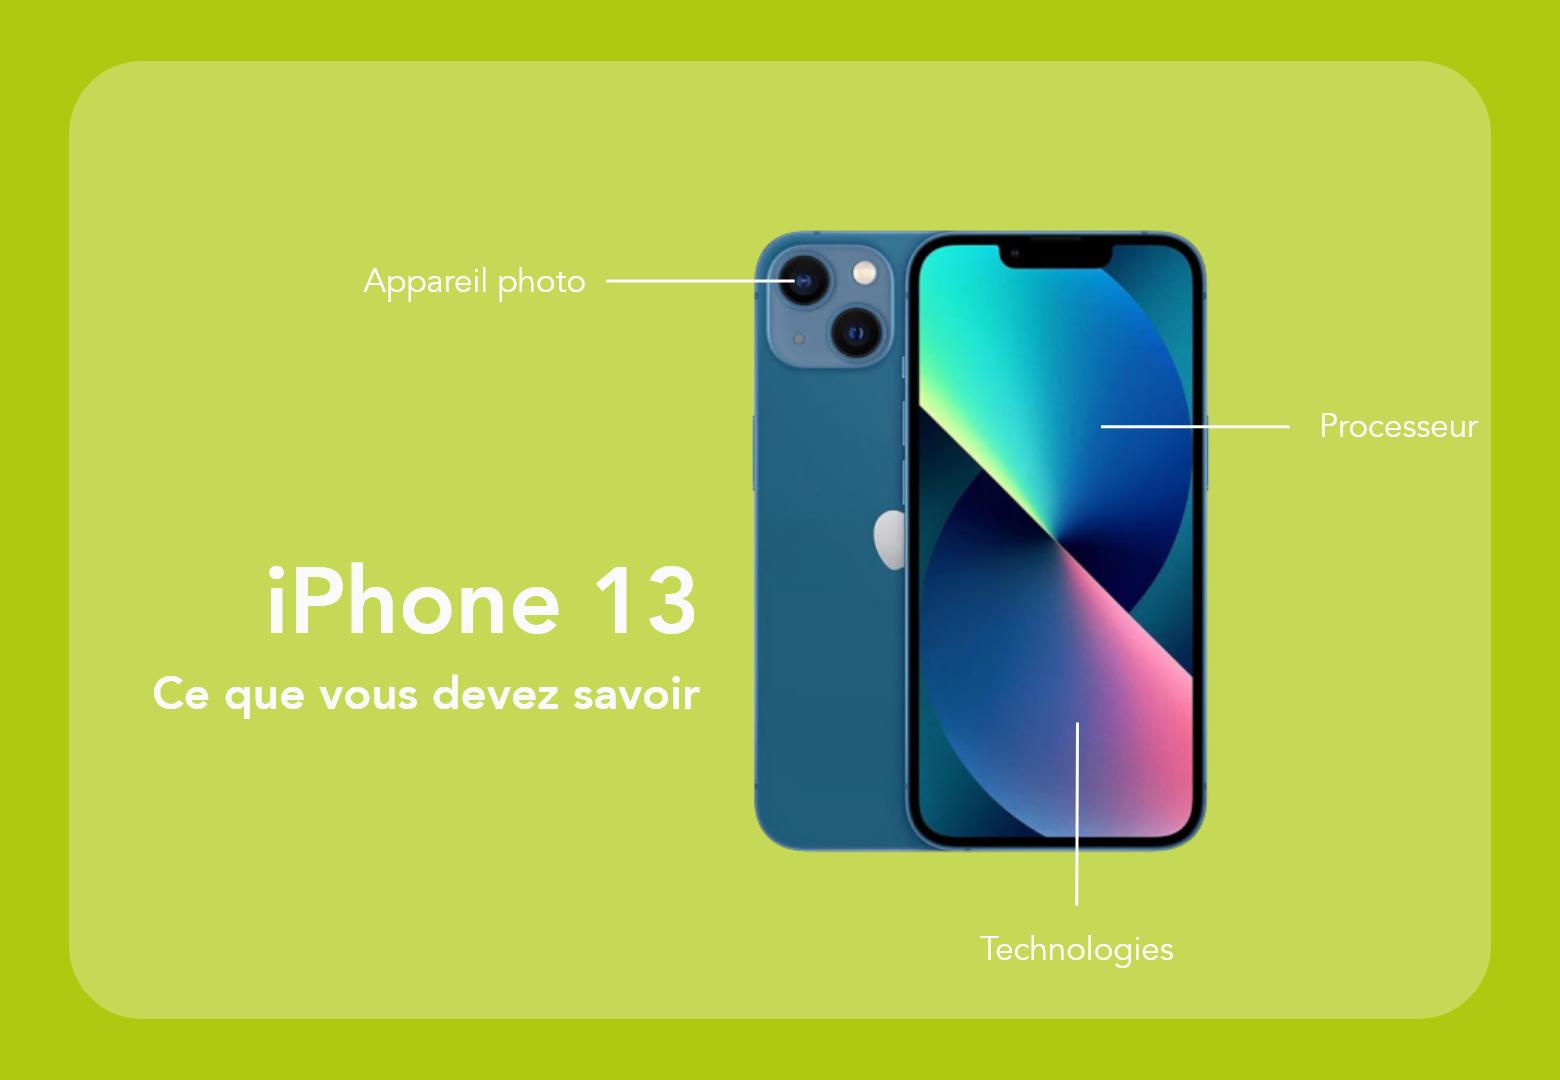 Appareil photo
Processeur
iPhone 13
Ce que vous devez savoir
Technologies